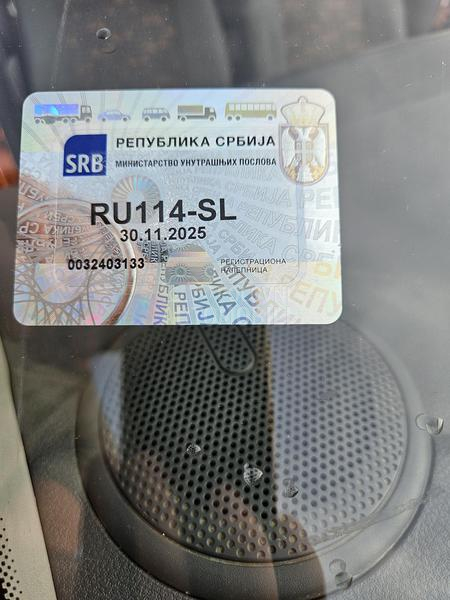 РЕПУБЛИКА СРБИЈА
SRB
МИНИСТАРСТВО УНУТРАШЊИХ ПОСЛОВА
RU114-SL
30.11.2025
0032403133
РЕГИСТРАЦИОНА
НАЛЕПНИЦА